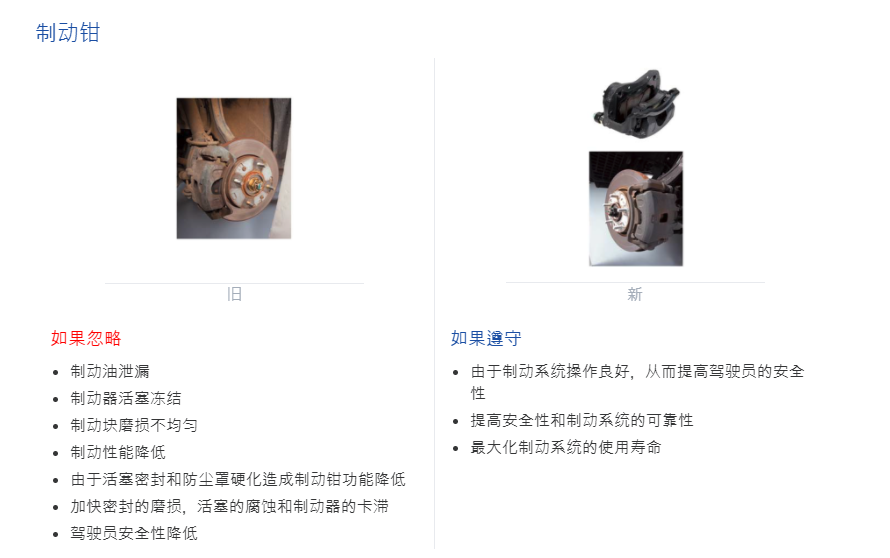 制动钳
旧
新
如果忽略
制动油泄漏
制动器活塞冻结
制动块磨损不均匀
制动性能降低
由于活塞密封和防尘罩硬化造成制动钳功能降低
加快密封的磨损，活塞的腐蚀和制动器的卡滞
驾驶员安全性降低
如果遵守
由于制动系统操作良好，从而提高驾驶员的安全
性
提高安全性和制动系统的可靠性
最大化制动系统的使用寿命